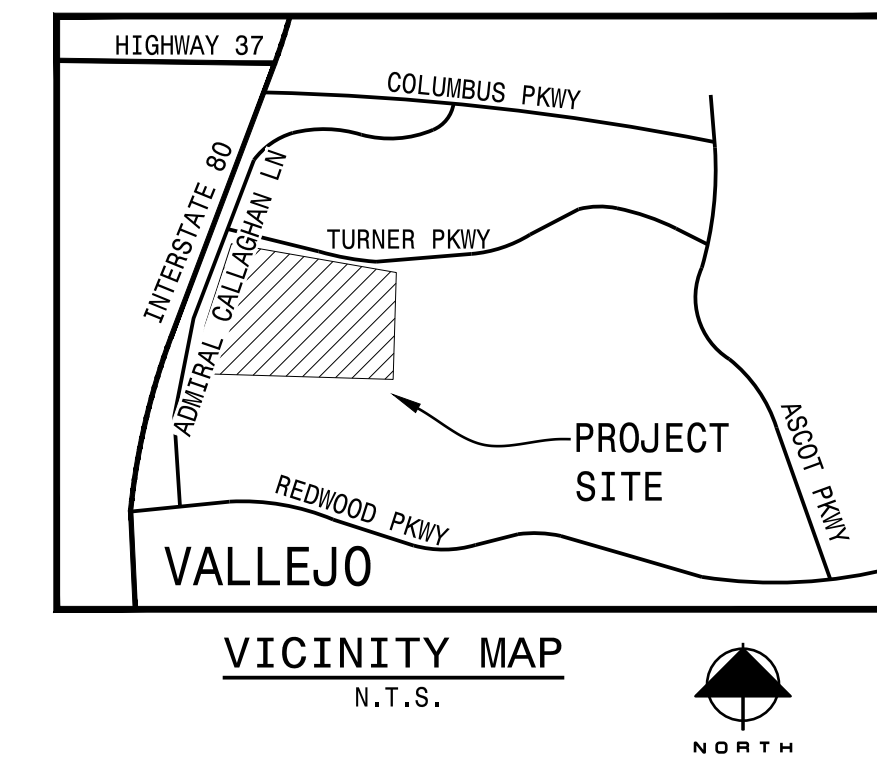 HIGHWAY 37
COLUMBUS PKWY
INTERSTATE 80
ADMIRAL CALLAGHAN LN
TURNER PKWY
PROJECT
SITE
ASCOT PKWY
REDWOOD PKWY
VALLEJO
VICINITY MAP
N.T.S.
NORTH